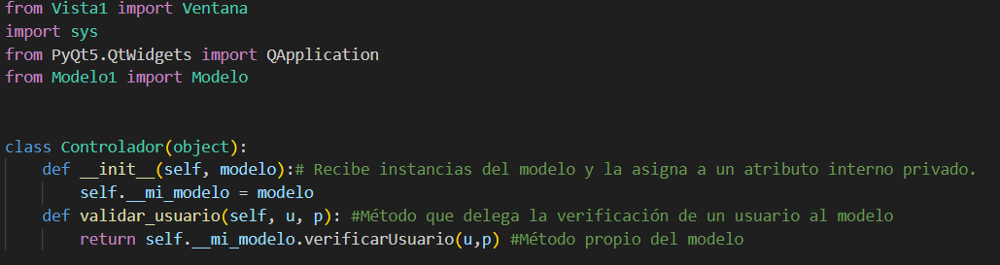 from Vista1 import Ventana
import sys
from PyQt5.QtWidgets import QApplication
from Modelo1 import Modelo
class Controlador(object):
def __init__(self, modelo):# Recibe instancias del modelo y la asigna a un atributo interno privado.
self.__mi_modelo = modelo
def validar_usuario(self, u, p): #Método que delega la verificación de un usuario al modelo
return self.__mi_modelo.verificarUsuario(u,p) #Método propio del modelo